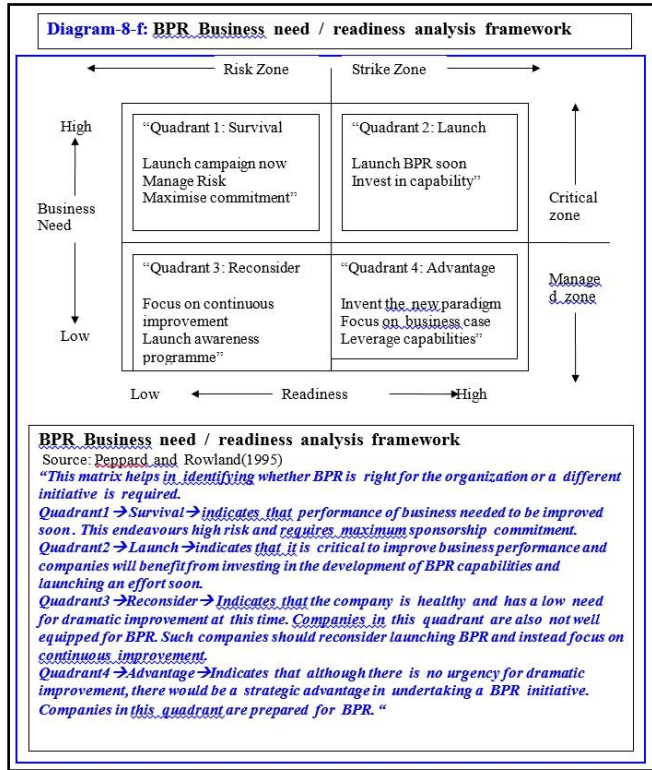 Diagram-8-f: BPR Business need / readiness analysis framework
Risk Zone
Strike Zone
High
Business
Need
Low
“Quadrant 1: Survival
Launch campaign now
Manage Risk
Maximise commitment”
“Quadrant 2: Launch
Launch BPR soon
Invest in capability”
Critical
zone
“Quadrant 3: Reconsider
Focus on continuous
improvement
Launch awareness
programme”
“Quadrant 4: Advantage
Invent the new paradigm
Focus on business case
Leverage capabilities”
Manage
d zone
Low
Readiness
High
BPR Business need / readiness analysis framework
Source: Peppard and Rowland(1995)
“This matrix helps in identifying whether BPR is right for the organization or a different
initiative is required.
Quadrant1→Survival→indicates that performance of business needed to be improved
soon . This endeavours high risk and requires maximum sponsorship commitment.
Quadrant2→Launch→indicates that it is critical to improve business performance and
companies will benefit from investing in the development of BPR capabilities and
launching an effort soon.
Quadrant3→Reconsider→ Indicates that the company is healthy and has a low need
for dramatic improvement at this time. Companies in this quadrant are also not well
equipped for BPR. Such companies should reconsider launching BPR and instead focus on
continuous improvement.
Quadrant4→Advantage→Indicates that although there is no urgency for dramatic
improvement, there would be a strategic advantage in undertaking a BPR initiative.
Companies in this quadrant are prepared for BPR. “